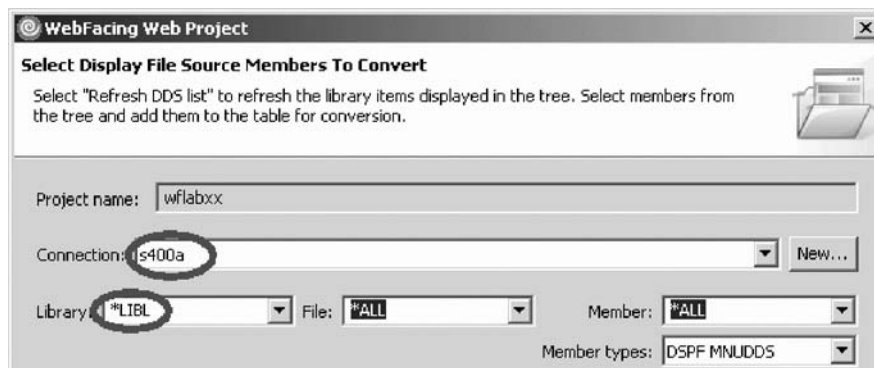 WebFacing Web Project
Select Display File Source Members To Convert
Select "Refresh DDS list" to refresh the library items displayed in the tree. Select members from
the tree and add them to the table for conversion.
Project name: wflabxx
Connection: s400a New...
Library: *LIBL File: *ALL Member: *ALL
Member types: DSPF MNUDDS